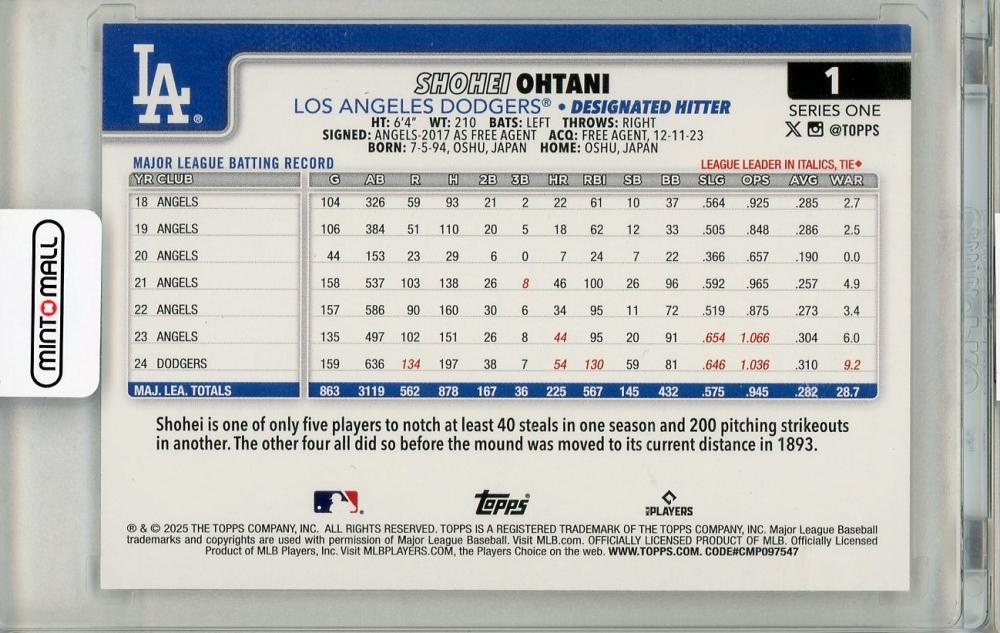 LA®
SHOHEI OHTANI
1
LOS ANGELES DODGERS® • DESIGNATED HITTER
SERIES ONE
HT: 6'4" WT: 210 BATS: LEFT THROWS: RIGHT
@TOPPS
SIGNED: ANGELS-2017 AS FREE AGENT ACQ: FREE AGENT, 12-11-23
BORN: 7-5-94, OSHU, JAPAN HOME: OSHU, JAPAN
MAJOR LEAGUE BATTING RECORD LEAGUE LEADER IN ITALICS, TIE◆
YR CLUB G AB R H 2B 3B HR RBI SB BB SLG OPS AVG WAR
18 ANGELS 104 326 59 93 21 2 22 61 10 37 .564 .925 .285 2.7
19 ANGELS 106 384 51 110 20 5 18 62 12 33 .505 .848 .286 2.5
20 ANGELS 44 153 23 29 6 0 7 24 7 22 .366 .657 .190 0.0
21 ANGELS 158 537 103 138 26 8 46 100 26 96 .592 .965 .257 4.9
22 ANGELS 157 586 90 160 30 6 34 95 11 72 .519 .875 .273 3.4
23 ANGELS 135 497 102 151 26 8 44 95 20 91 .654 1.066 .304 6.0
24 DODGERS 159 636 134 197 38 7 54 130 59 81 .646 1.036 .310 9.2
MAJ. LEA. TOTALS 863 3119 562 878 167 36 225 567 145 432 .575 .945 .282 28.7
Shohei is one of only five players to notch at least 40 steals in one season and 200 pitching strikeouts
in another. The other four all did so before the mound was moved to its current distance in 1893.
Topps®
PLAYERS
® & © 2025 THE TOPPS COMPANY, INC. ALL RIGHTS RESERVED. TOPPS IS A REGISTERED TRADEMARK OF THE TOPPS COMPANY, INC. Major League Baseball
trademarks and copyrights are used with permission of Major League Baseball. Visit MLB.com. OFFICIALLY LICENSED PRODUCT OF MLB. Officially Licensed
Product of MLB Players, Inc. Visit MLBPLAYERS.COM, the Players Choice on the web. WWW.TOPPS.COM. CODE#CMP097547
MINTOMALL